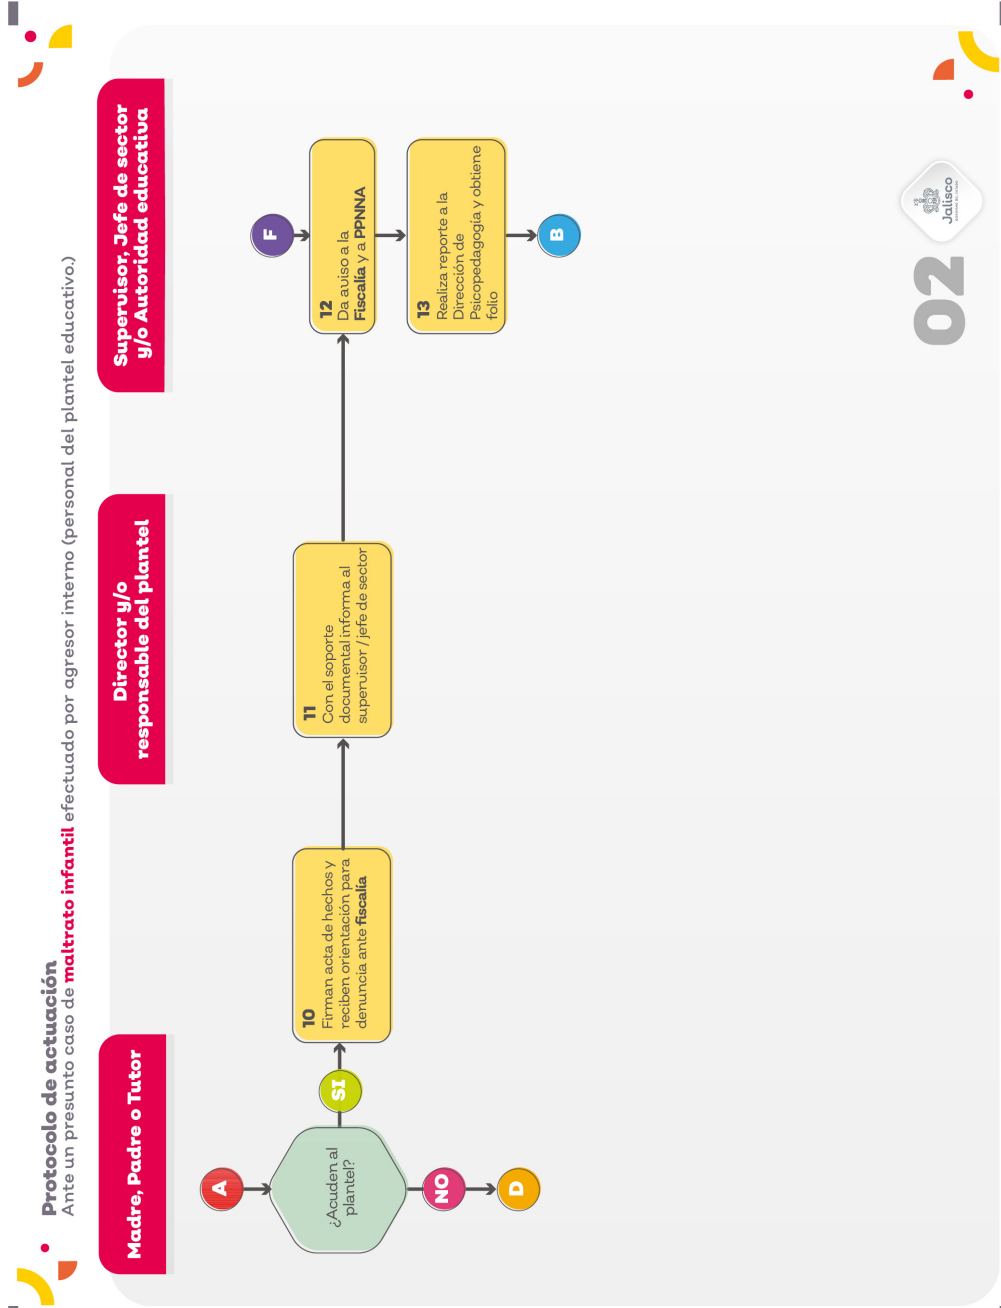 Protocolo de actuación
Ante un presunto caso de maltrato infantil efectuado por agresor interno (personal del plantel educativo.)
Madre, Padre o Tutor
Director y/o
responsable del plantel
Supervisor, Jefe de sector
y/o Autoridad educativa
A
¿Acuden al
plantel?
SI
NO
D
10
Firman acta de hechos y
reciben orientación para
denuncia ante fiscalía
11
Con el soporte
documental informa al
supervisor / jefe de sector
F
12
Da aviso a la
Fiscalía y a PPNNA
13
Realiza reporte a la
Dirección de
Psicopedagogía y obtiene
folio
B
02
Jalisco